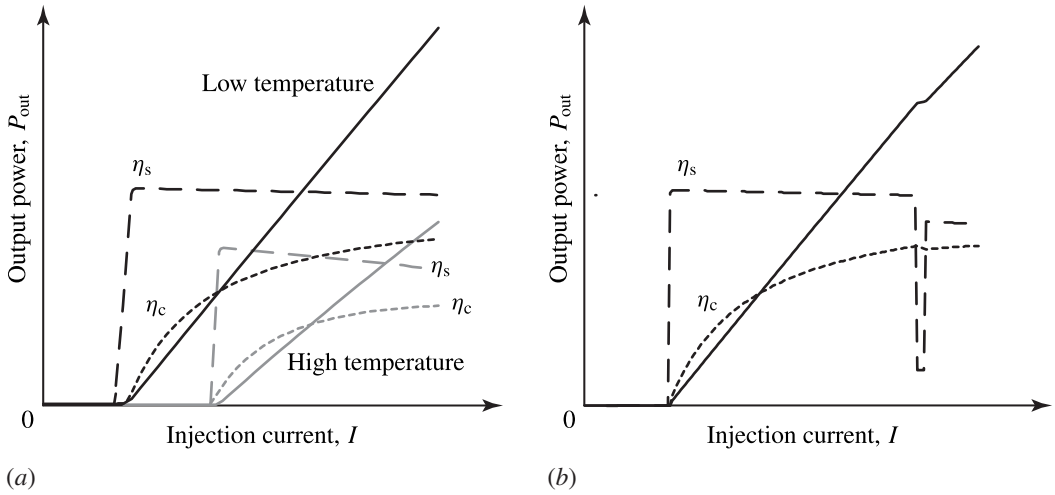 Output power, P_out
Low temperature
η_s
η_c
η_s
η_c
High temperature
0
Injection current, I
(a)
Output power, P_out
η_s
η_c
0
Injection current, I
(b)